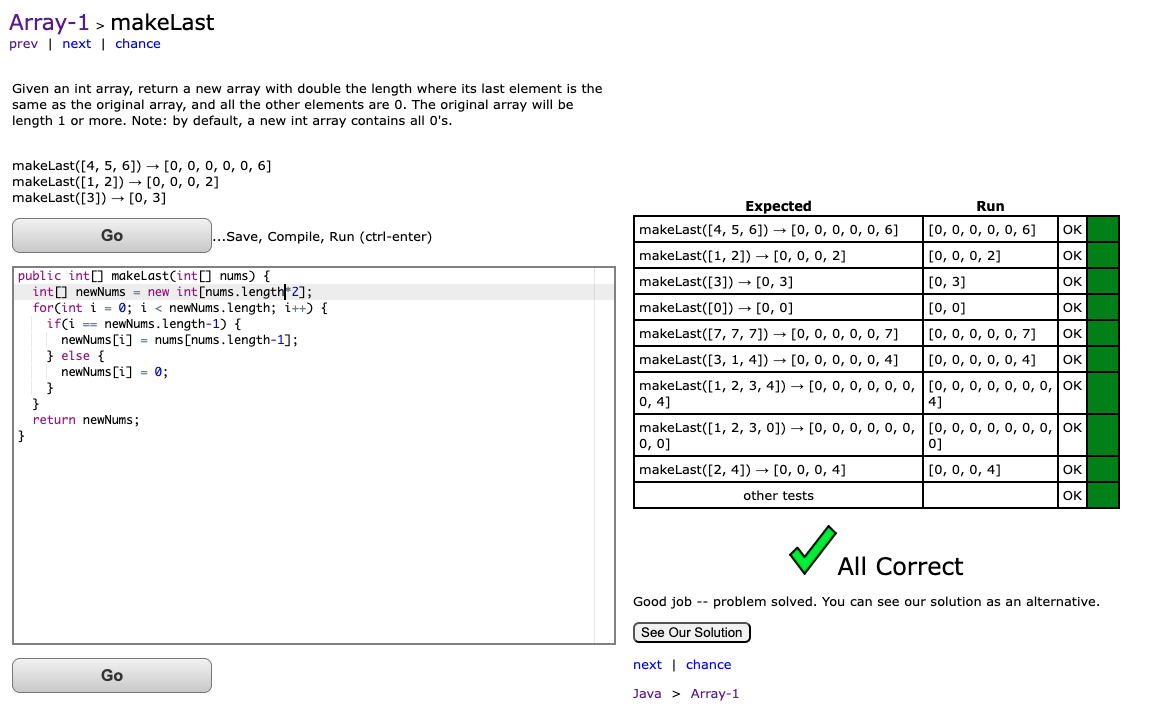 Array-1 > makeLast
prev | next | chance
Given an int array, return a new array with double the length where its last element is the
same as the original array, and all the other elements are 0. The original array will be
length 1 or more. Note: by default, a new int array contains all 0's.
makeLast([4, 5, 6]) → [0, 0, 0, 0, 0, 6]
makeLast([1, 2]) → [0, 0, 0, 2]
makeLast([3]) → [0, 3]
Go ...Save, Compile, Run (ctrl-enter)
public int[] makeLast(int[] nums) {
  int[] newNums = new int[nums.length*2];
  for(int i = 0; i < newNums.length; i++) {
    if(i == newNums.length-1) {
      newNums[i] = nums[nums.length-1];
    } else {
      newNums[i] = 0;
    }
  }
  return newNums;
}
Go
Expected Run
makeLast([4, 5, 6]) → [0, 0, 0, 0, 0, 6] [0, 0, 0, 0, 0, 6] OK
makeLast([1, 2]) → [0, 0, 0, 2] [0, 0, 0, 2] OK
makeLast([3]) → [0, 3] [0, 3] OK
makeLast([0]) → [0, 0] [0, 0] OK
makeLast([7, 7, 7]) → [0, 0, 0, 0, 0, 7] [0, 0, 0, 0, 0, 7] OK
makeLast([3, 1, 4]) → [0, 0, 0, 0, 0, 4] [0, 0, 0, 0, 0, 4] OK
makeLast([1, 2, 3, 4]) → [0, 0, 0, 0, 0, 0, [0, 0, 0, 0, 0, 0, 0, OK
0, 4] 4]
makeLast([1, 2, 3, 0]) → [0, 0, 0, 0, 0, 0, [0, 0, 0, 0, 0, 0, 0, OK
0, 0] 0]
makeLast([2, 4]) → [0, 0, 0, 4] [0, 0, 0, 4] OK
other tests OK
All Correct
Good job -- problem solved. You can see our solution as an alternative.
See Our Solution
next | chance
Java > Array-1